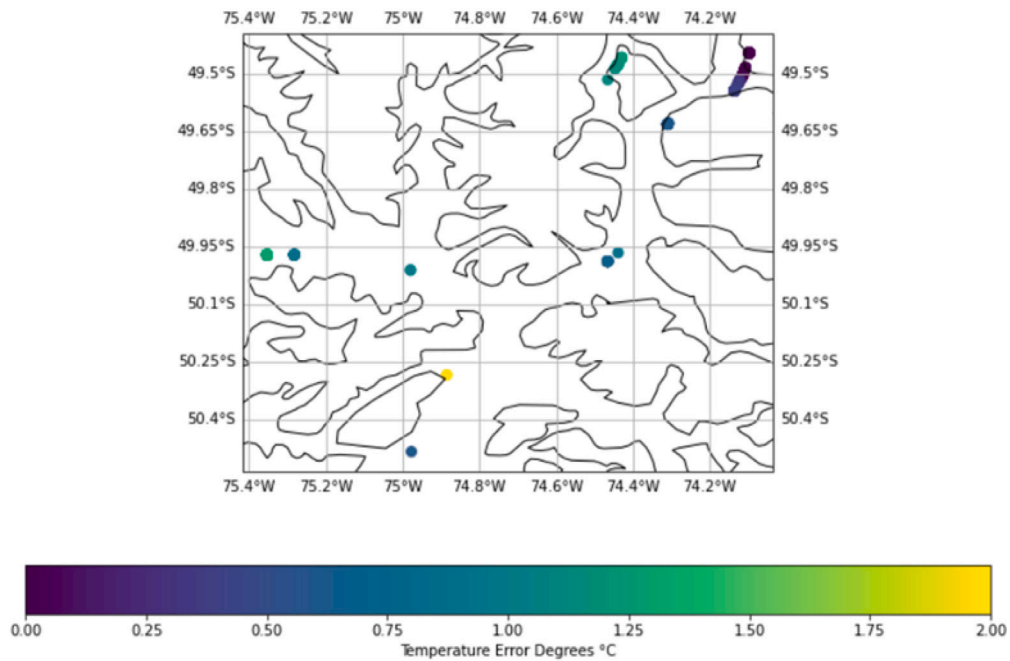 75.4°W 75.2°W 75°W 74.8°W 74.6°W 74.4°W 74.2°W
49.5°S 49.5°S
49.65°S 49.65°S
49.8°S 49.8°S
49.95°S 49.95°S
50.1°S 50.1°S
50.25°S 50.25°S
50.4°S 50.4°S
75.4°W 75.2°W 75°W 74.8°W 74.6°W 74.4°W 74.2°W
0.00 0.25 0.50 0.75 1.00 1.25 1.50 1.75 2.00
Temperature Error Degrees °C